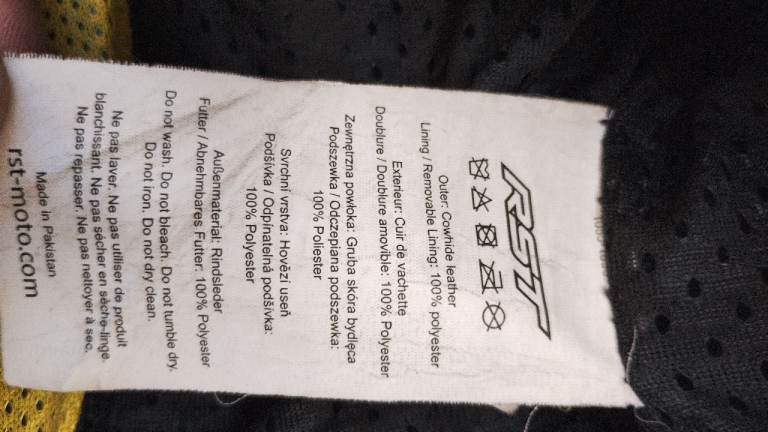 RST
Outer: Cowhide leather
Lining / Removable Lining: 100% polyester
Exterieur: Cuir de vachette
Doublure / Doublure amovible: 100% Polyester
Zewnętrzna powłoka: Gruba skóra bydlęca
Podszewka / Odczepiana podszewka:
100% Poliester
Svrchní vrstva: Hovězí useň
Podšívka / Odpínatelná podšívka:
100% Polyester
Außenmaterial: Rindsleder
Futter / Abnehmbares Futter: 100% Polyester
Do not wash. Do not bleach. Do not tumble dry.
Do not iron. Do not dry clean.
Ne pas laver. Ne pas utiliser de produit
blanchissant. Ne pas sécher en sèche-linge.
Ne pas repasser. Ne pas nettoyer à sec.
Made in Pakistan
rst-moto.com